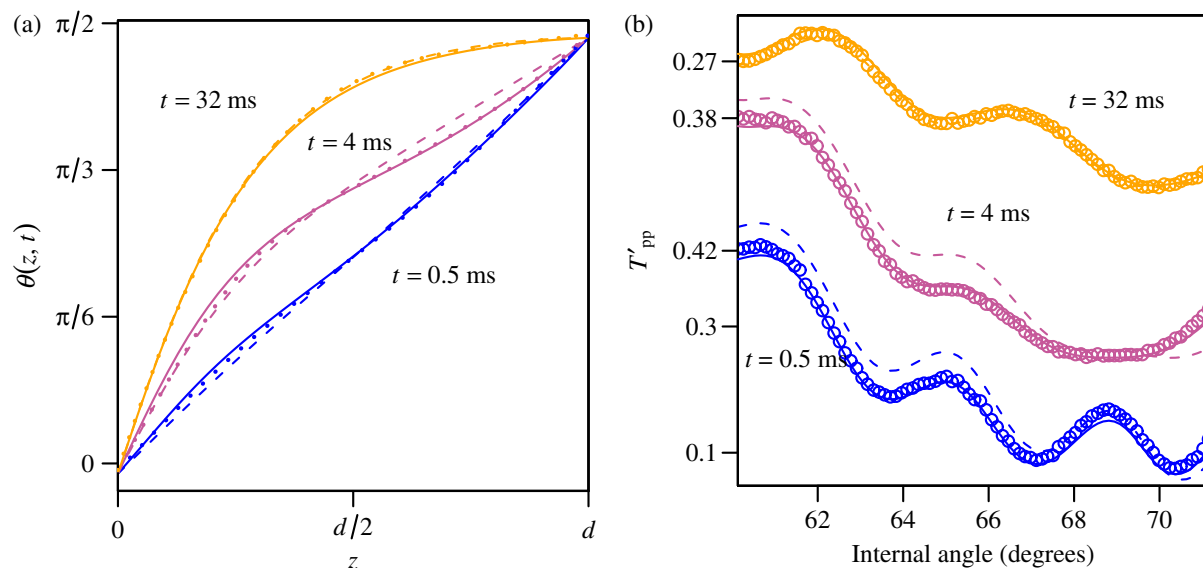 (a)
π/2
π/3
π/6
0
θ(z, t)
t = 32 ms
t = 4 ms
t = 0.5 ms
0
d/2
d
z
(b)
0.27
0.38
0.42
0.3
0.1
T′pp
t = 32 ms
t = 4 ms
t = 0.5 ms
62
64
66
68
70
Internal angle (degrees)